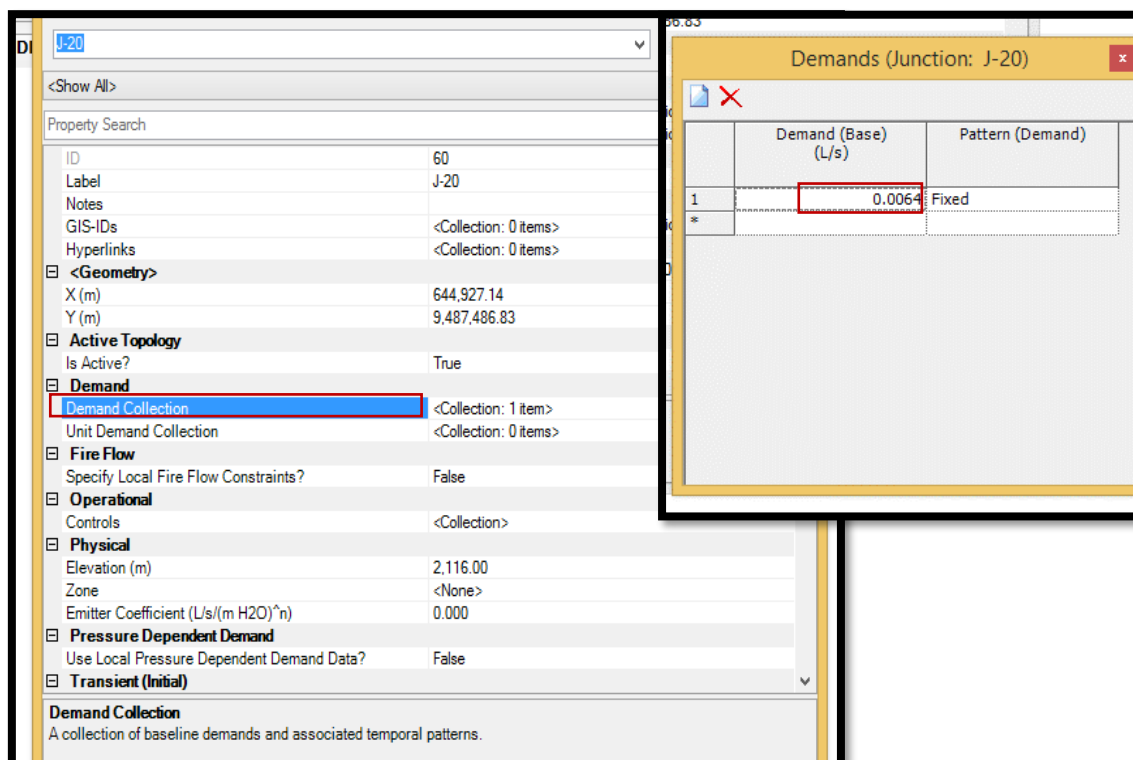 J-20
<Show All>
Property Search
ID 60
Label J-20
Notes
GIS-IDs <Collection: 0 items>
Hyperlinks <Collection: 0 items>
<Geometry>
X (m) 644,927.14
Y (m) 9,487,486.83
Active Topology
Is Active? True
Demand
Demand Collection <Collection: 1 item>
Unit Demand Collection <Collection: 0 items>
Fire Flow
Specify Local Fire Flow Constraints? False
Operational
Controls <Collection>
Physical
Elevation (m) 2,116.00
Zone <None>
Emitter Coefficient (L/s/(m H2O)^n) 0.000
Pressure Dependent Demand
Use Local Pressure Dependent Demand Data? False
Transient (Initial)
Demand Collection
A collection of baseline demands and associated temporal patterns.
Demands (Junction: J-20)
x
Demand (Base) Pattern (Demand)
(L/s)
1 0.0064 Fixed
*